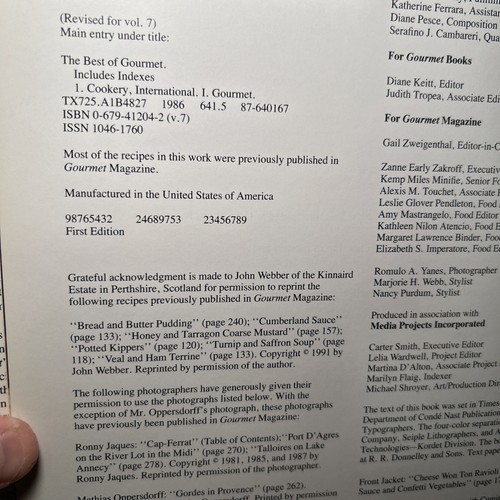 (Revised for vol. 7)
Main entry under title:
The Best of Gourmet.
Includes Indexes
1. Cookery, International. I. Gourmet.
TX725.A1B4827 1986 641.5 87-640167
ISBN 0-679-41204-2 (v.7)
ISSN 1046-1760
Most of the recipes in this work were previously published in
Gourmet Magazine.
Manufactured in the United States of America
98765432 24689753 23456789
First Edition
Grateful acknowledgment is made to John Webber of the Kinnaird
Estate in Perthshire, Scotland for permission to reprint the
following recipes previously published in Gourmet Magazine:
"Bread and Butter Pudding" (page 240); "Cumberland Sauce"
(page 133); "Honey and Tarragon Coarse Mustard" (page 157);
"Potted Kippers" (page 120); "Turnip and Saffron Soup" (page
118); "Veal and Ham Terrine" (page 133). Copyright © 1991 by
John Webber. Reprinted by permission of the author.
The following photographers have generously given their
permission to use the photographs listed below. With the
exception of Mr. Oppersdorff's photograph, these photographs
have previously been published in Gourmet Magazine:
Ronny Jaques: "Cap-Ferrat" (Table of Contents); "Port D'Agres
on the River Lot in the Midi" (page 270); "Talloires on Lake
Annecy" (page 278). Copyright © 1981, 1985, and 1987 by
Ronny Jaques. Reprinted by permission of the photographer.
Mathias Oppersdorff: "Gordes in Provence" (page 262).
Oppersdorff. Printed by permission
Katherine Ferrara, Assistan
Diane Pesce, Composition
Serafino J. Cambareri, Qua
For Gourmet Books
Diane Keitt, Editor
Judith Tropea, Associate Edi
For Gourmet Magazine
Gail Zweigenthal, Editor-in-C
Zanne Early Zakroff, Executiv
Kemp Miles Minifie, Senior Fo
Alexis M. Touchet, Associate F
Leslie Glover Pendleton, Food
Amy Mastrangelo, Food Editor
Kathleen Nilon Atencio, Food E
Margaret Lawrence Binder, Foo
Elizabeth S. Imperatore, Food E
Romulo A. Yanes, Photographer
Marjorie H. Webb, Stylist
Nancy Purdum, Stylist
Produced in association with
Media Projects Incorporated
Carter Smith, Executive Editor
Lelia Wardwell, Project Editor
Martina D'Alton, Associate Project
Marilyn Flaig, Indexer
Michael Shroyer, Art/Production Dir
The text of this book was set in Times
Department of Condé Nast Publication
Typographers. The four-color separatio
Company, Seiple Lithographers, and A
Technologies—Kordet Division. The bo
at R. R. Donnelley and Sons. Text pape
Front Jacket: "Cheese Won Ton Ravioli
Sauce and Confetti Vegetables" (page